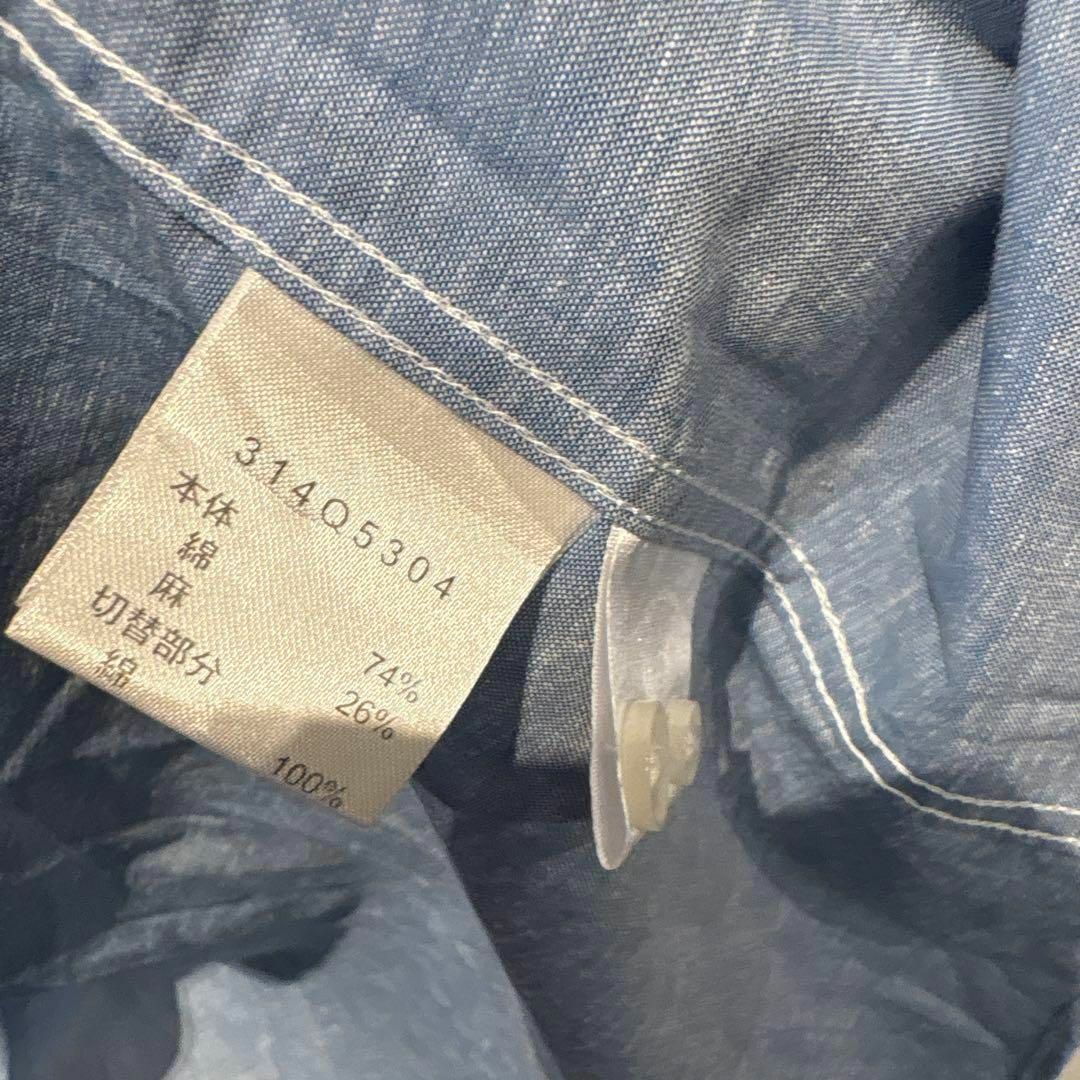 314Q5304
本体
綿 74%
麻 26%
切替部分
綿 100%